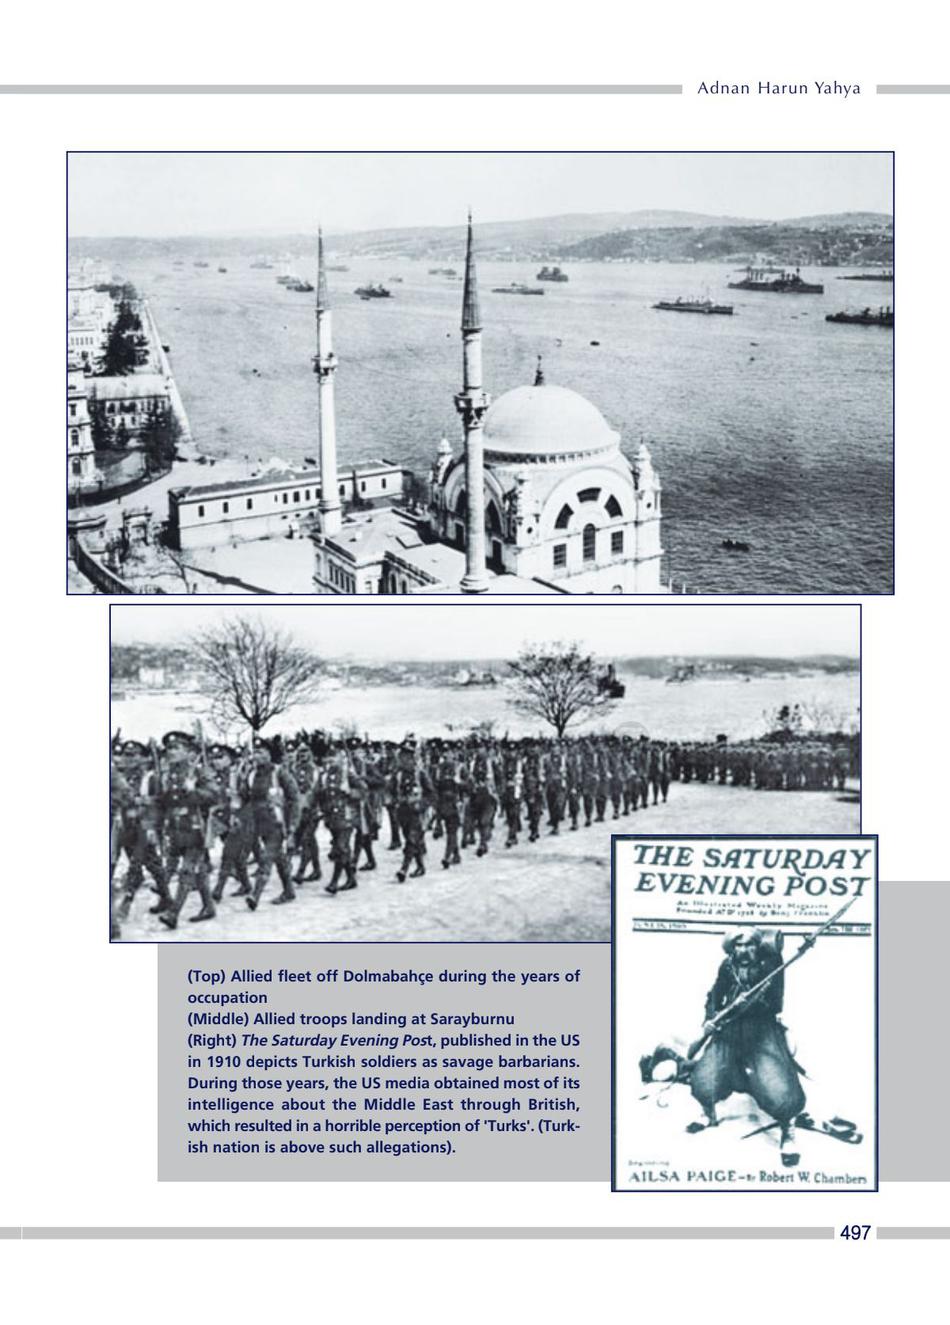 Adnan Harun Yahya
THE SATURDAY
EVENING POST
An Illustrated Weekly Magazine
Founded A° Dⁱ 1728 by Benj. Franklin
(Top) Allied fleet off Dolmabahçe during the years of
occupation
(Middle) Allied troops landing at Sarayburnu
(Right) The Saturday Evening Post, published in the US
in 1910 depicts Turkish soldiers as savage barbarians.
During those years, the US media obtained most of its
intelligence about the Middle East through British,
which resulted in a horrible perception of 'Turks'. (Turk-
ish nation is above such allegations).
Beginning
AILSA PAIGE–By Robert W. Chambers
497